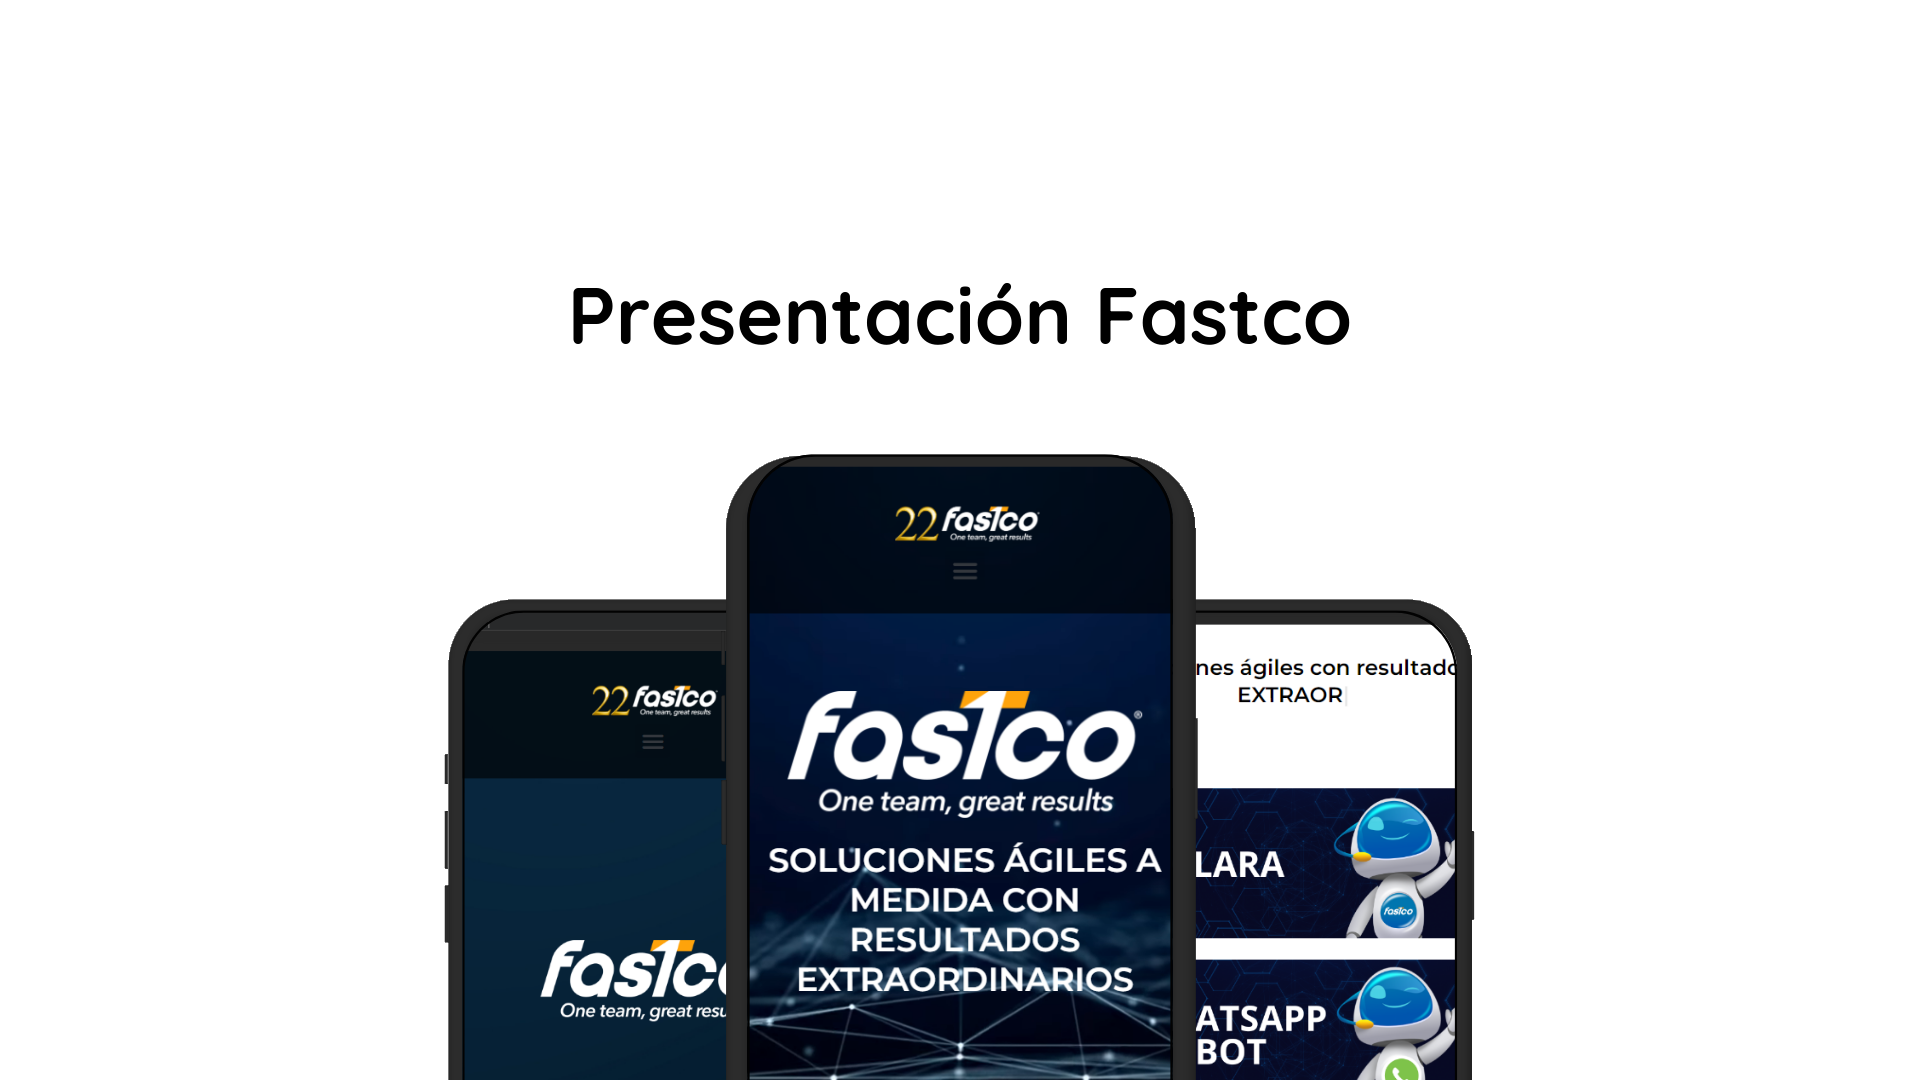 Presentación Fastco
22 fastco
One team, great results
fastco®
One team, great results
SOLUCIONES ÁGILES A
MEDIDA CON
RESULTADOS
EXTRAORDINARIOS
22 fastco
One team, great results
fastc
One team, great resu
nes ágiles con resultado
EXTRAOR
LARA
fastco
ATSAPP
BOT